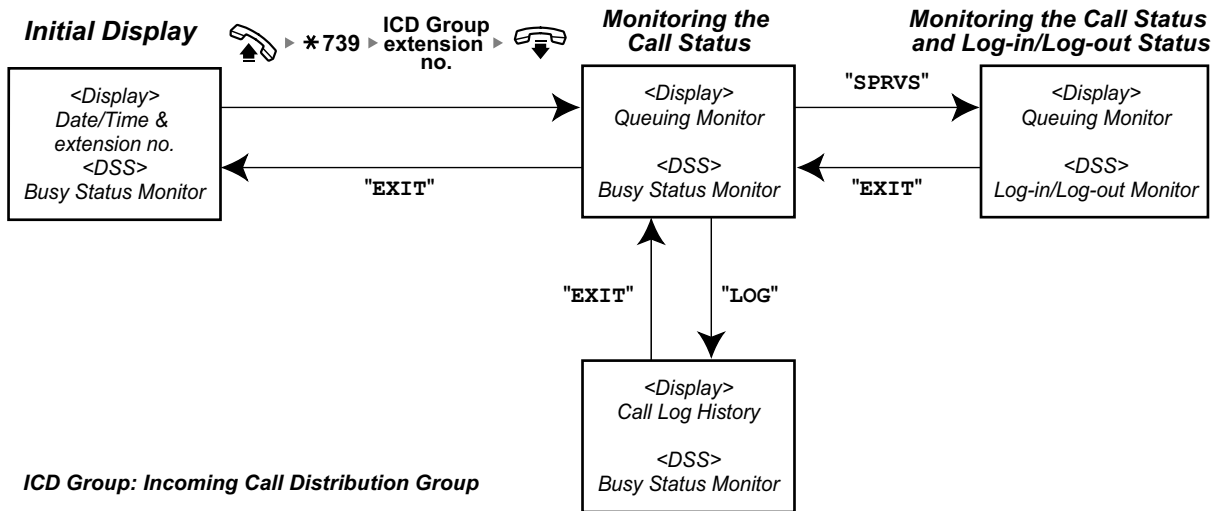 Initial Display
*739
ICD Group
extension
no.
Monitoring the
Call Status
Monitoring the Call Status
and Log-in/Log-out Status
<Display>
Date/Time &
extension no.
<DSS>
Busy Status Monitor
"EXIT"
<Display>
Queuing Monitor
<DSS>
Busy Status Monitor
"SPRVS"
"EXIT"
<Display>
Queuing Monitor
<DSS>
Log-in/Log-out Monitor
"EXIT"
"LOG"
<Display>
Call Log History
<DSS>
Busy Status Monitor
ICD Group: Incoming Call Distribution Group